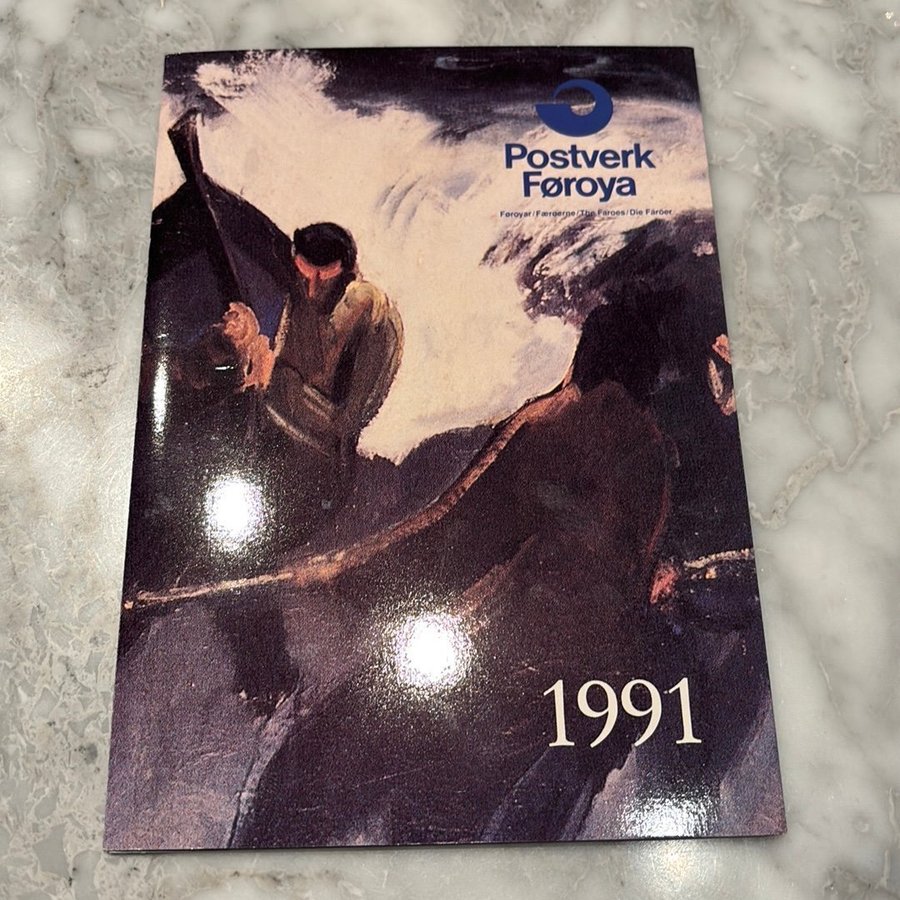 Postverk
Føroya
Føroyar/Færøerne/The Faroes/Die Färöer
1991